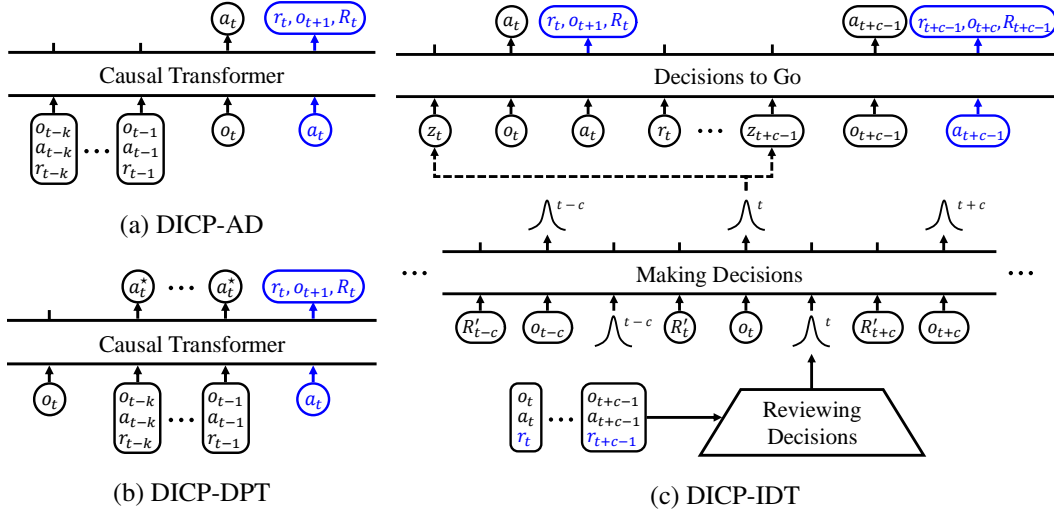 a_t
r_t, o_{t+1}, R_t
Causal Transformer
o_{t-k}
a_{t-k}
r_{t-k}
...
o_{t-1}
a_{t-1}
r_{t-1}
o_t
a_t
(a) DICP-AD
a_t^⋆ ... a_t^⋆
r_t, o_{t+1}, R_t
Causal Transformer
o_t
o_{t-k}
a_{t-k}
r_{t-k}
...
o_{t-1}
a_{t-1}
r_{t-1}
a_t
(b) DICP-DPT
a_t
r_t, o_{t+1}, R_t
a_{t+c-1}
r_{t+c-1}, o_{t+c}, R_{t+c-1}
Decisions to Go
z_t
o_t
a_t
r_t
...
z_{t+c-1}
o_{t+c-1}
a_{t+c-1}
t-c
t
t+c
...
Making Decisions
...
R'_{t-c}
o_{t-c}
t-c
R'_t
o_t
t
R'_{t+c}
o_{t+c}
o_t
a_t
r_t
...
o_{t+c-1}
a_{t+c-1}
r_{t+c-1}
Reviewing
Decisions
(c) DICP-IDT